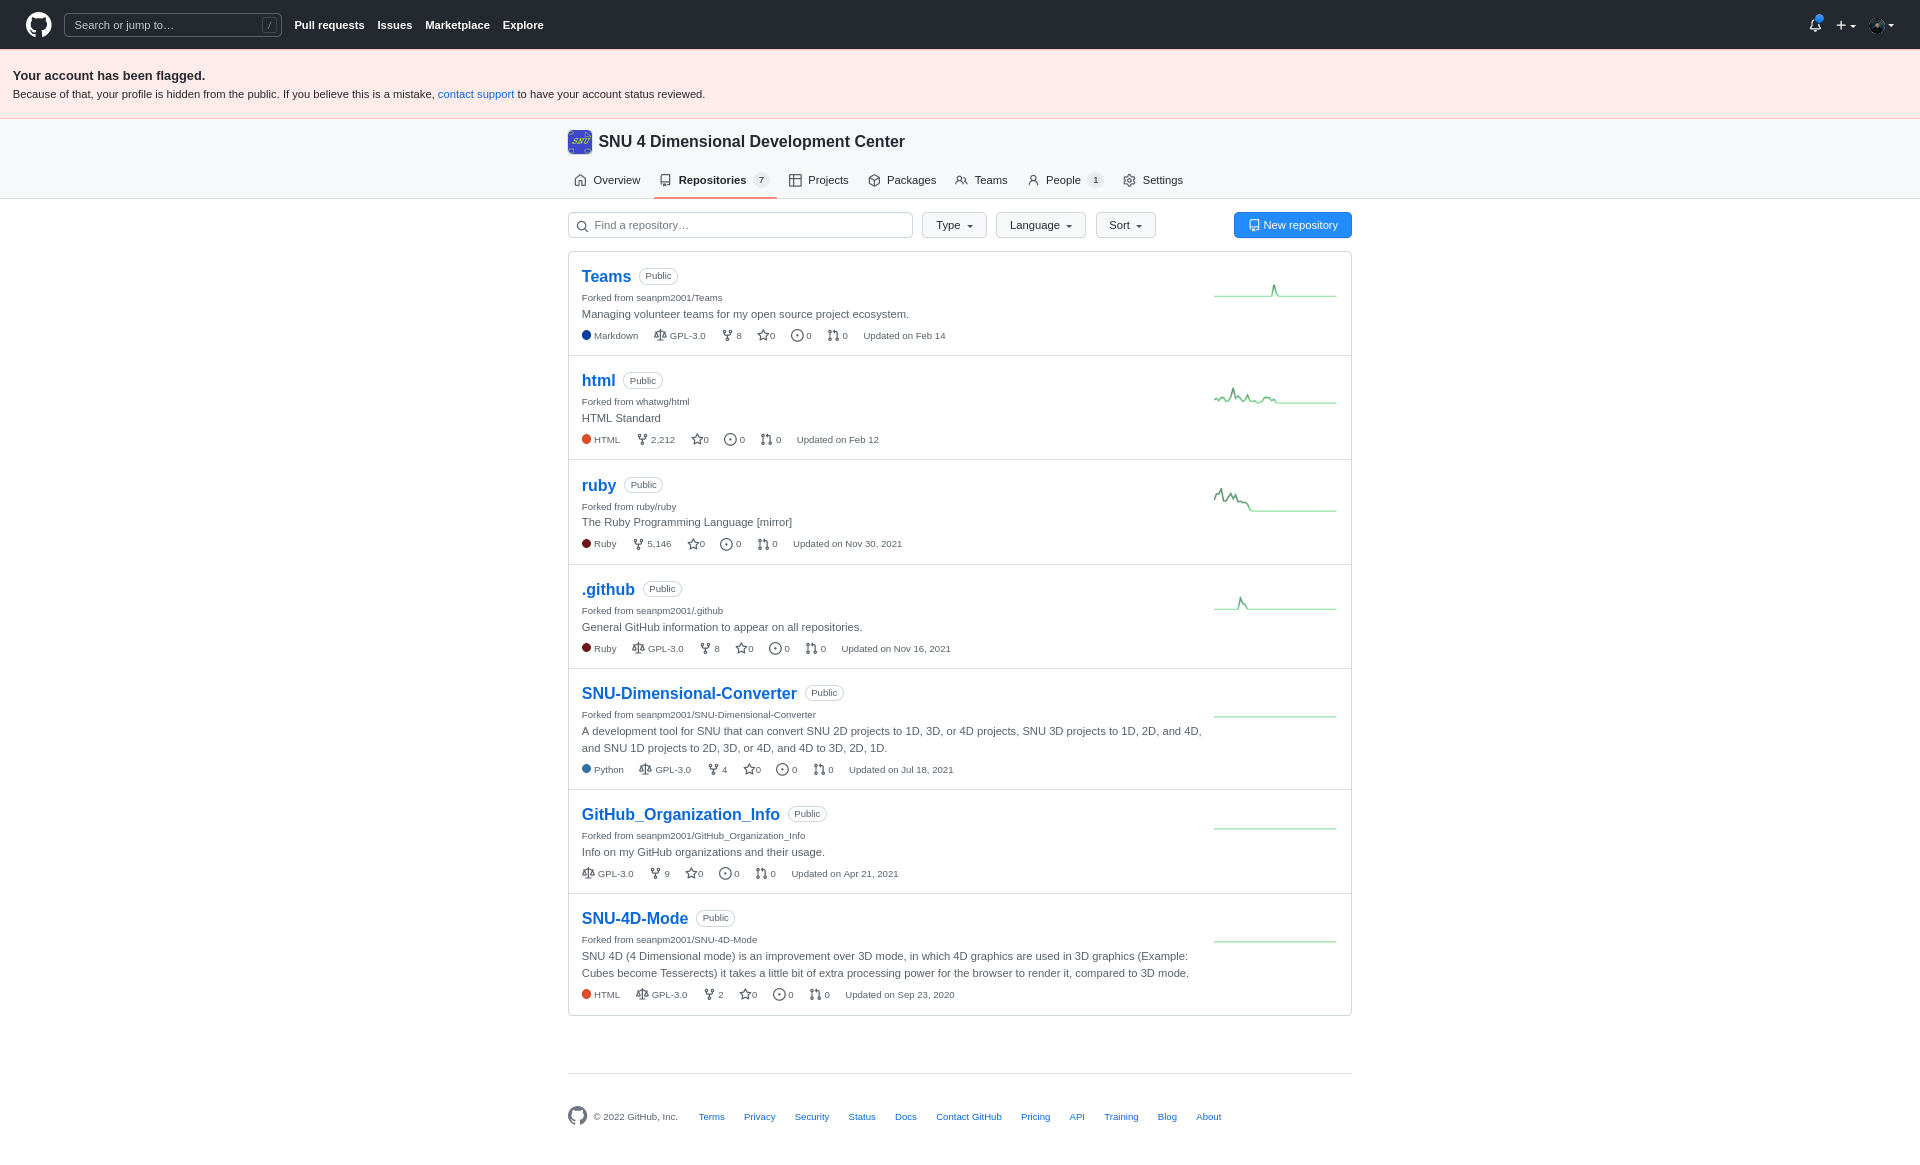 Search or jump to…
/
Pull requests Issues Marketplace Explore
Your account has been flagged.
Because of that, your profile is hidden from the public. If you believe this is a mistake, contact support to have your account status reviewed.
SNU
SNU 4 Dimensional Development Center
Overview Repositories 7 Projects Packages Teams People 1 Settings
Find a repository… Type Language Sort New repository
Teams Public
Forked from seanpm2001/Teams
Managing volunteer teams for my open source project ecosystem.
Markdown GPL-3.0 8 0 0 0 Updated on Feb 14
html Public
Forked from whatwg/html
HTML Standard
HTML 2,212 0 0 0 Updated on Feb 12
ruby Public
Forked from ruby/ruby
The Ruby Programming Language [mirror]
Ruby 5,146 0 0 0 Updated on Nov 30, 2021
.github Public
Forked from seanpm2001/.github
General GitHub information to appear on all repositories.
Ruby GPL-3.0 8 0 0 0 Updated on Nov 16, 2021
SNU-Dimensional-Converter Public
Forked from seanpm2001/SNU-Dimensional-Converter
A development tool for SNU that can convert SNU 2D projects to 1D, 3D, or 4D projects, SNU 3D projects to 1D, 2D, and 4D,
and SNU 1D projects to 2D, 3D, or 4D, and 4D to 3D, 2D, 1D.
Python GPL-3.0 4 0 0 0 Updated on Jul 18, 2021
GitHub_Organization_Info Public
Forked from seanpm2001/GitHub_Organization_Info
Info on my GitHub organizations and their usage.
GPL-3.0 9 0 0 0 Updated on Apr 21, 2021
SNU-4D-Mode Public
Forked from seanpm2001/SNU-4D-Mode
SNU 4D (4 Dimensional mode) is an improvement over 3D mode, in which 4D graphics are used in 3D graphics (Example:
Cubes become Tesserects) it takes a little bit of extra processing power for the browser to render it, compared to 3D mode.
HTML GPL-3.0 2 0 0 0 Updated on Sep 23, 2020
© 2022 GitHub, Inc. Terms Privacy Security Status Docs Contact GitHub Pricing API Training Blog About